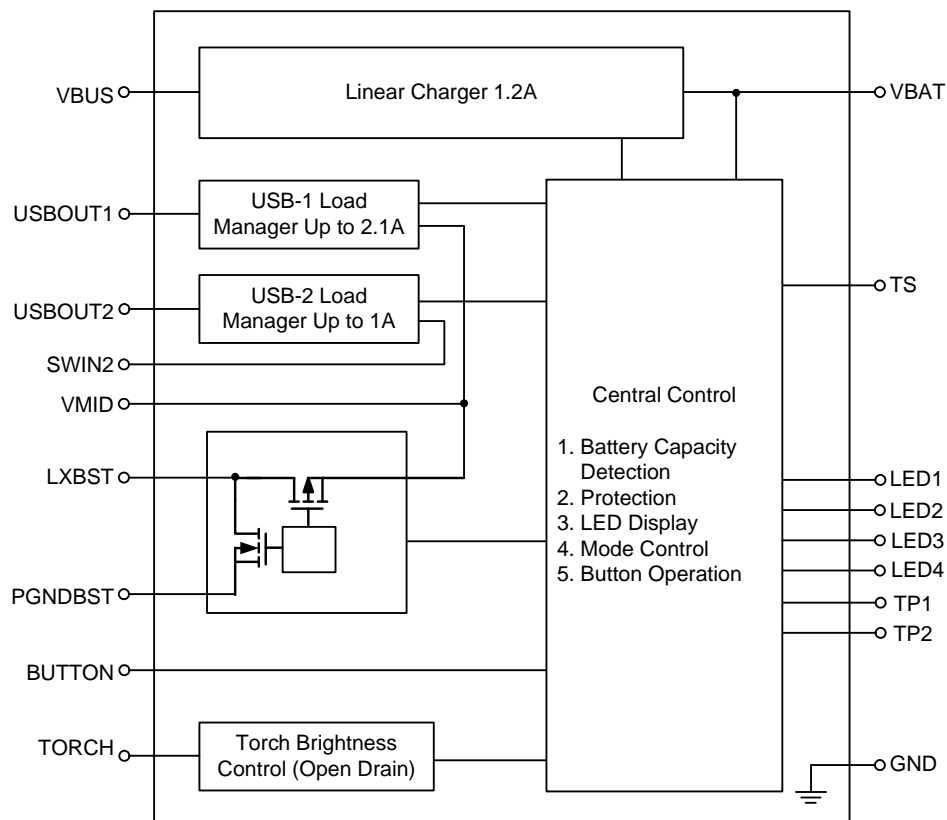 VBUS
Linear Charger 1.2A
VBAT
USBOUT1
USB-1 Load
Manager Up to 2.1A
USBOUT2
USB-2 Load
Manager Up to 1A
TS
SWIN2
VMID
Central Control
1. Battery Capacity
Detection
2. Protection
3. LED Display
4. Mode Control
5. Button Operation
LXBST
PGNDBST
LED1
LED2
LED3
LED4
TP1
TP2
BUTTON
TORCH
Torch Brightness
Control (Open Drain)
GND